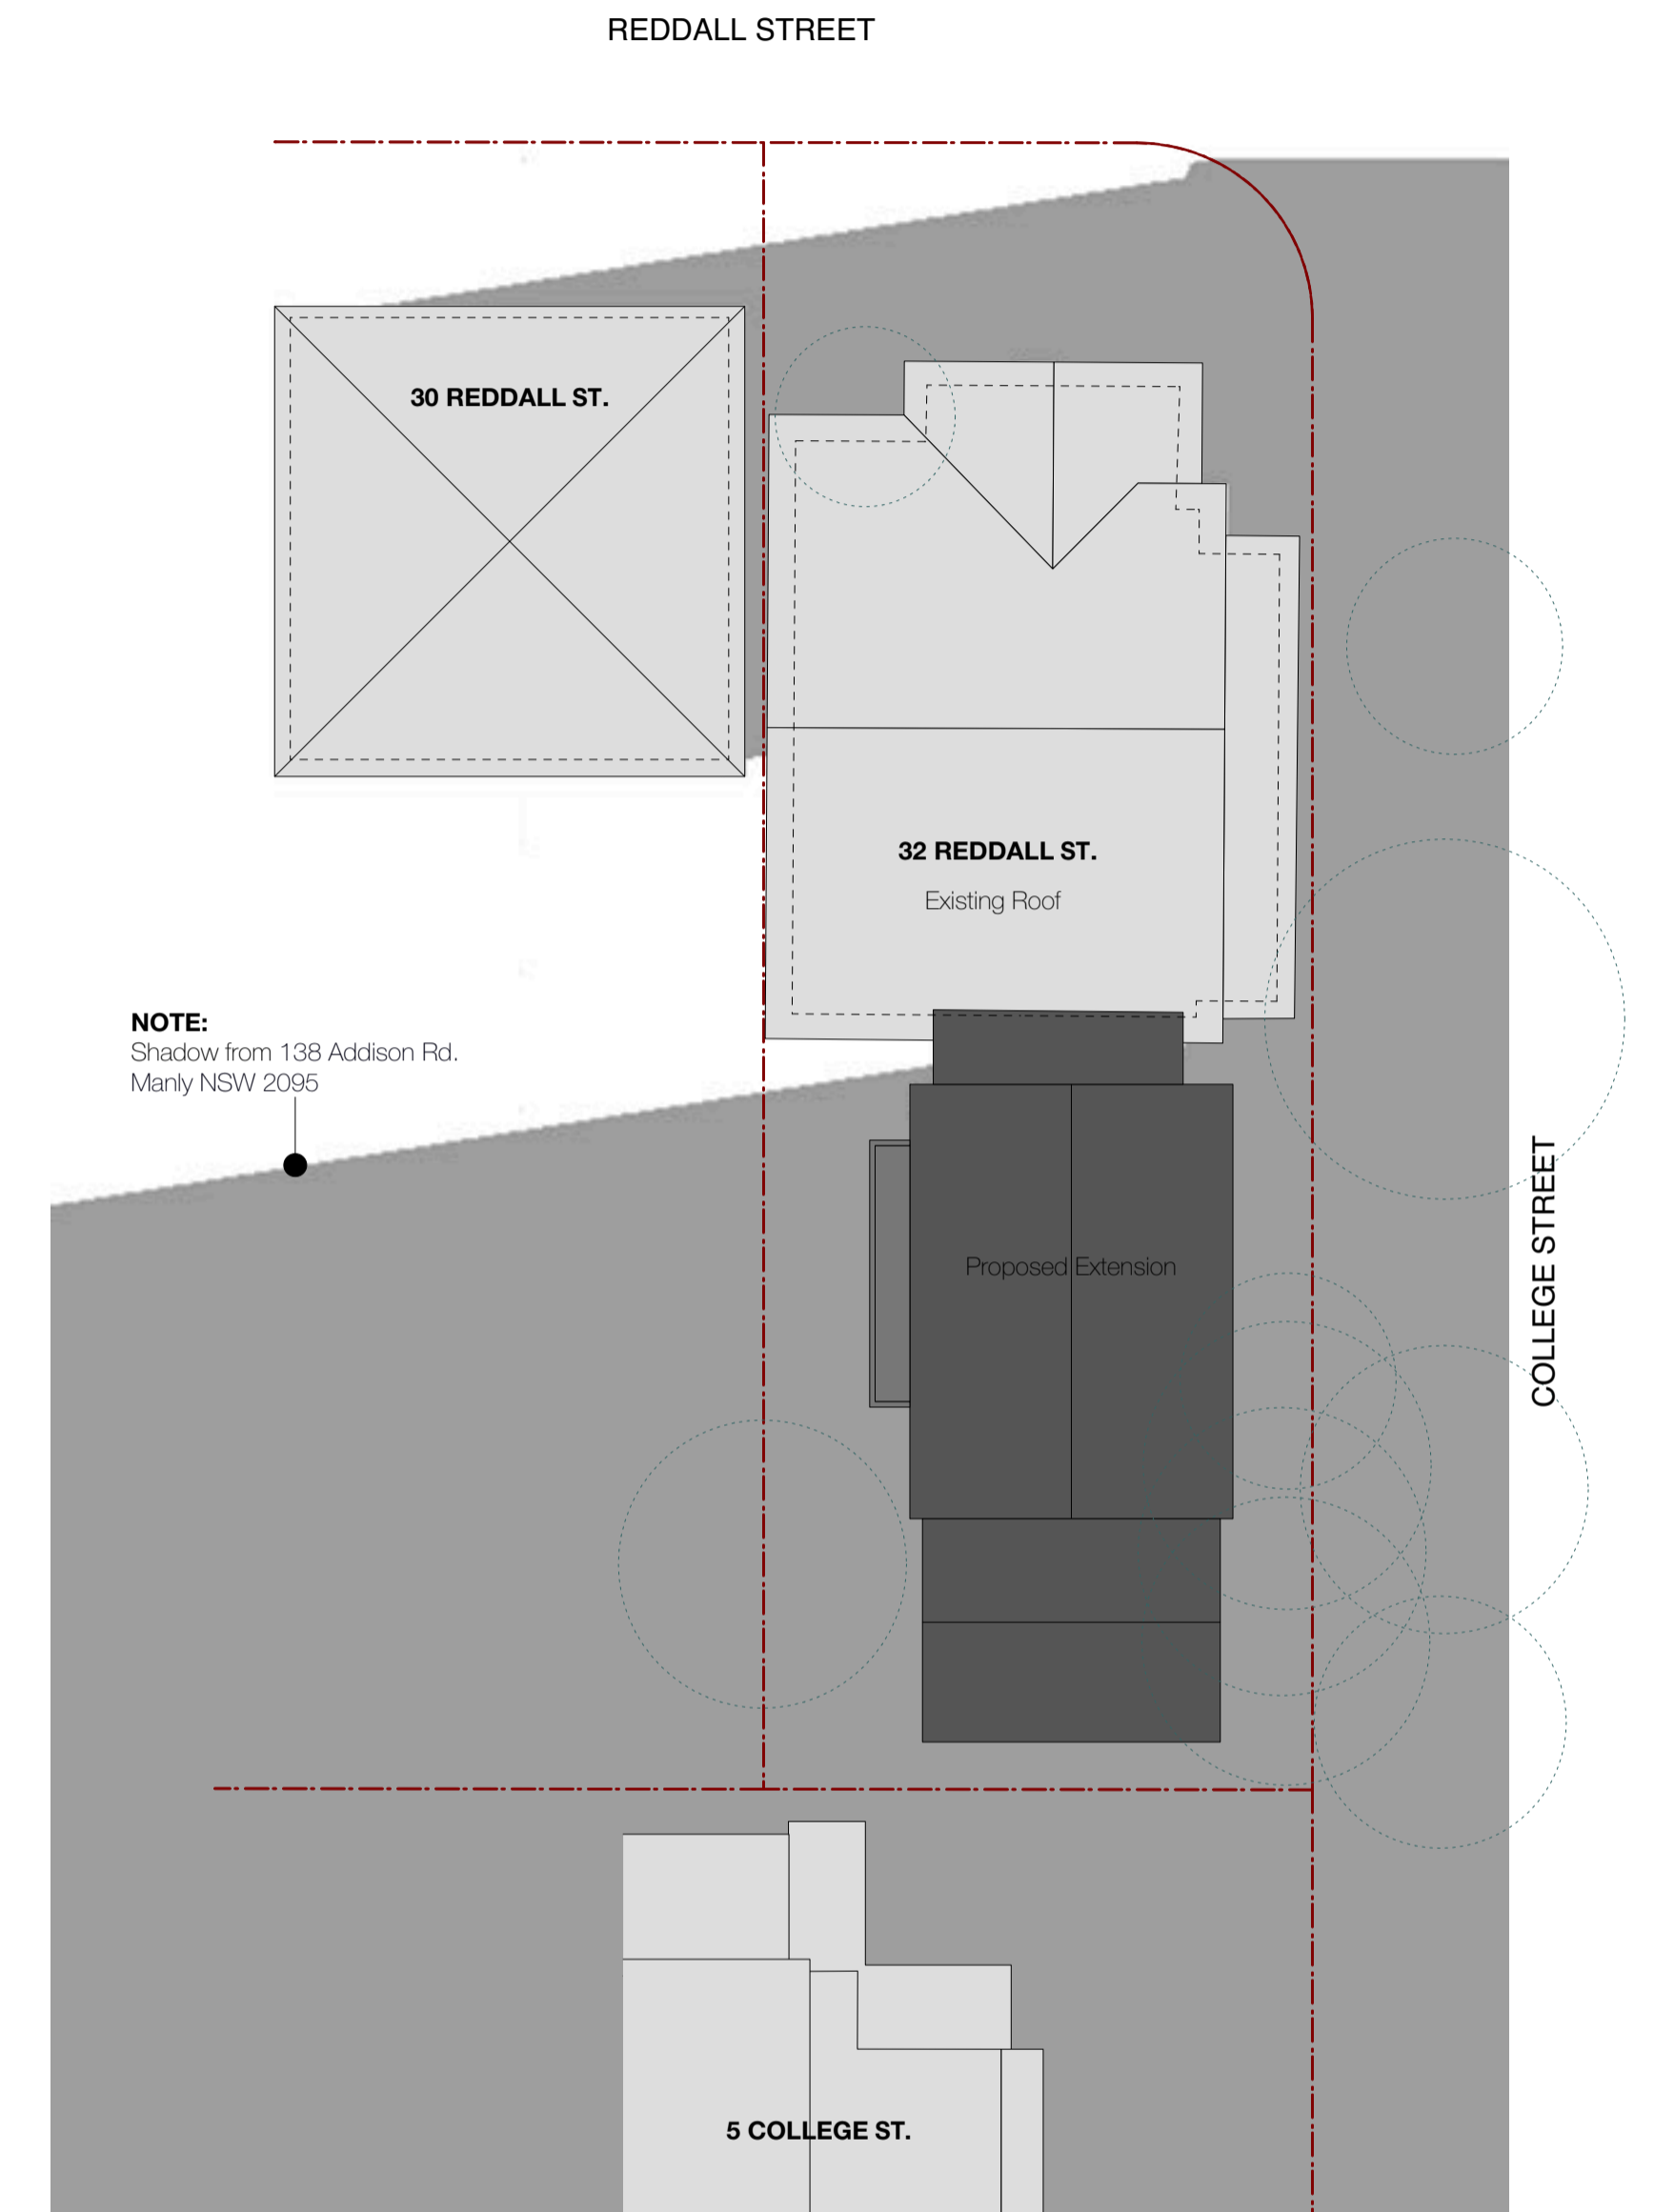 REDDALL STREET
30 REDDALL ST.
32 REDDALL ST.
Existing Roof
NOTE:
Shadow from 138 Addison Rd.
Manly NSW 2095
COLLEGE STREET
Proposed Extension
5 COLLEGE ST.